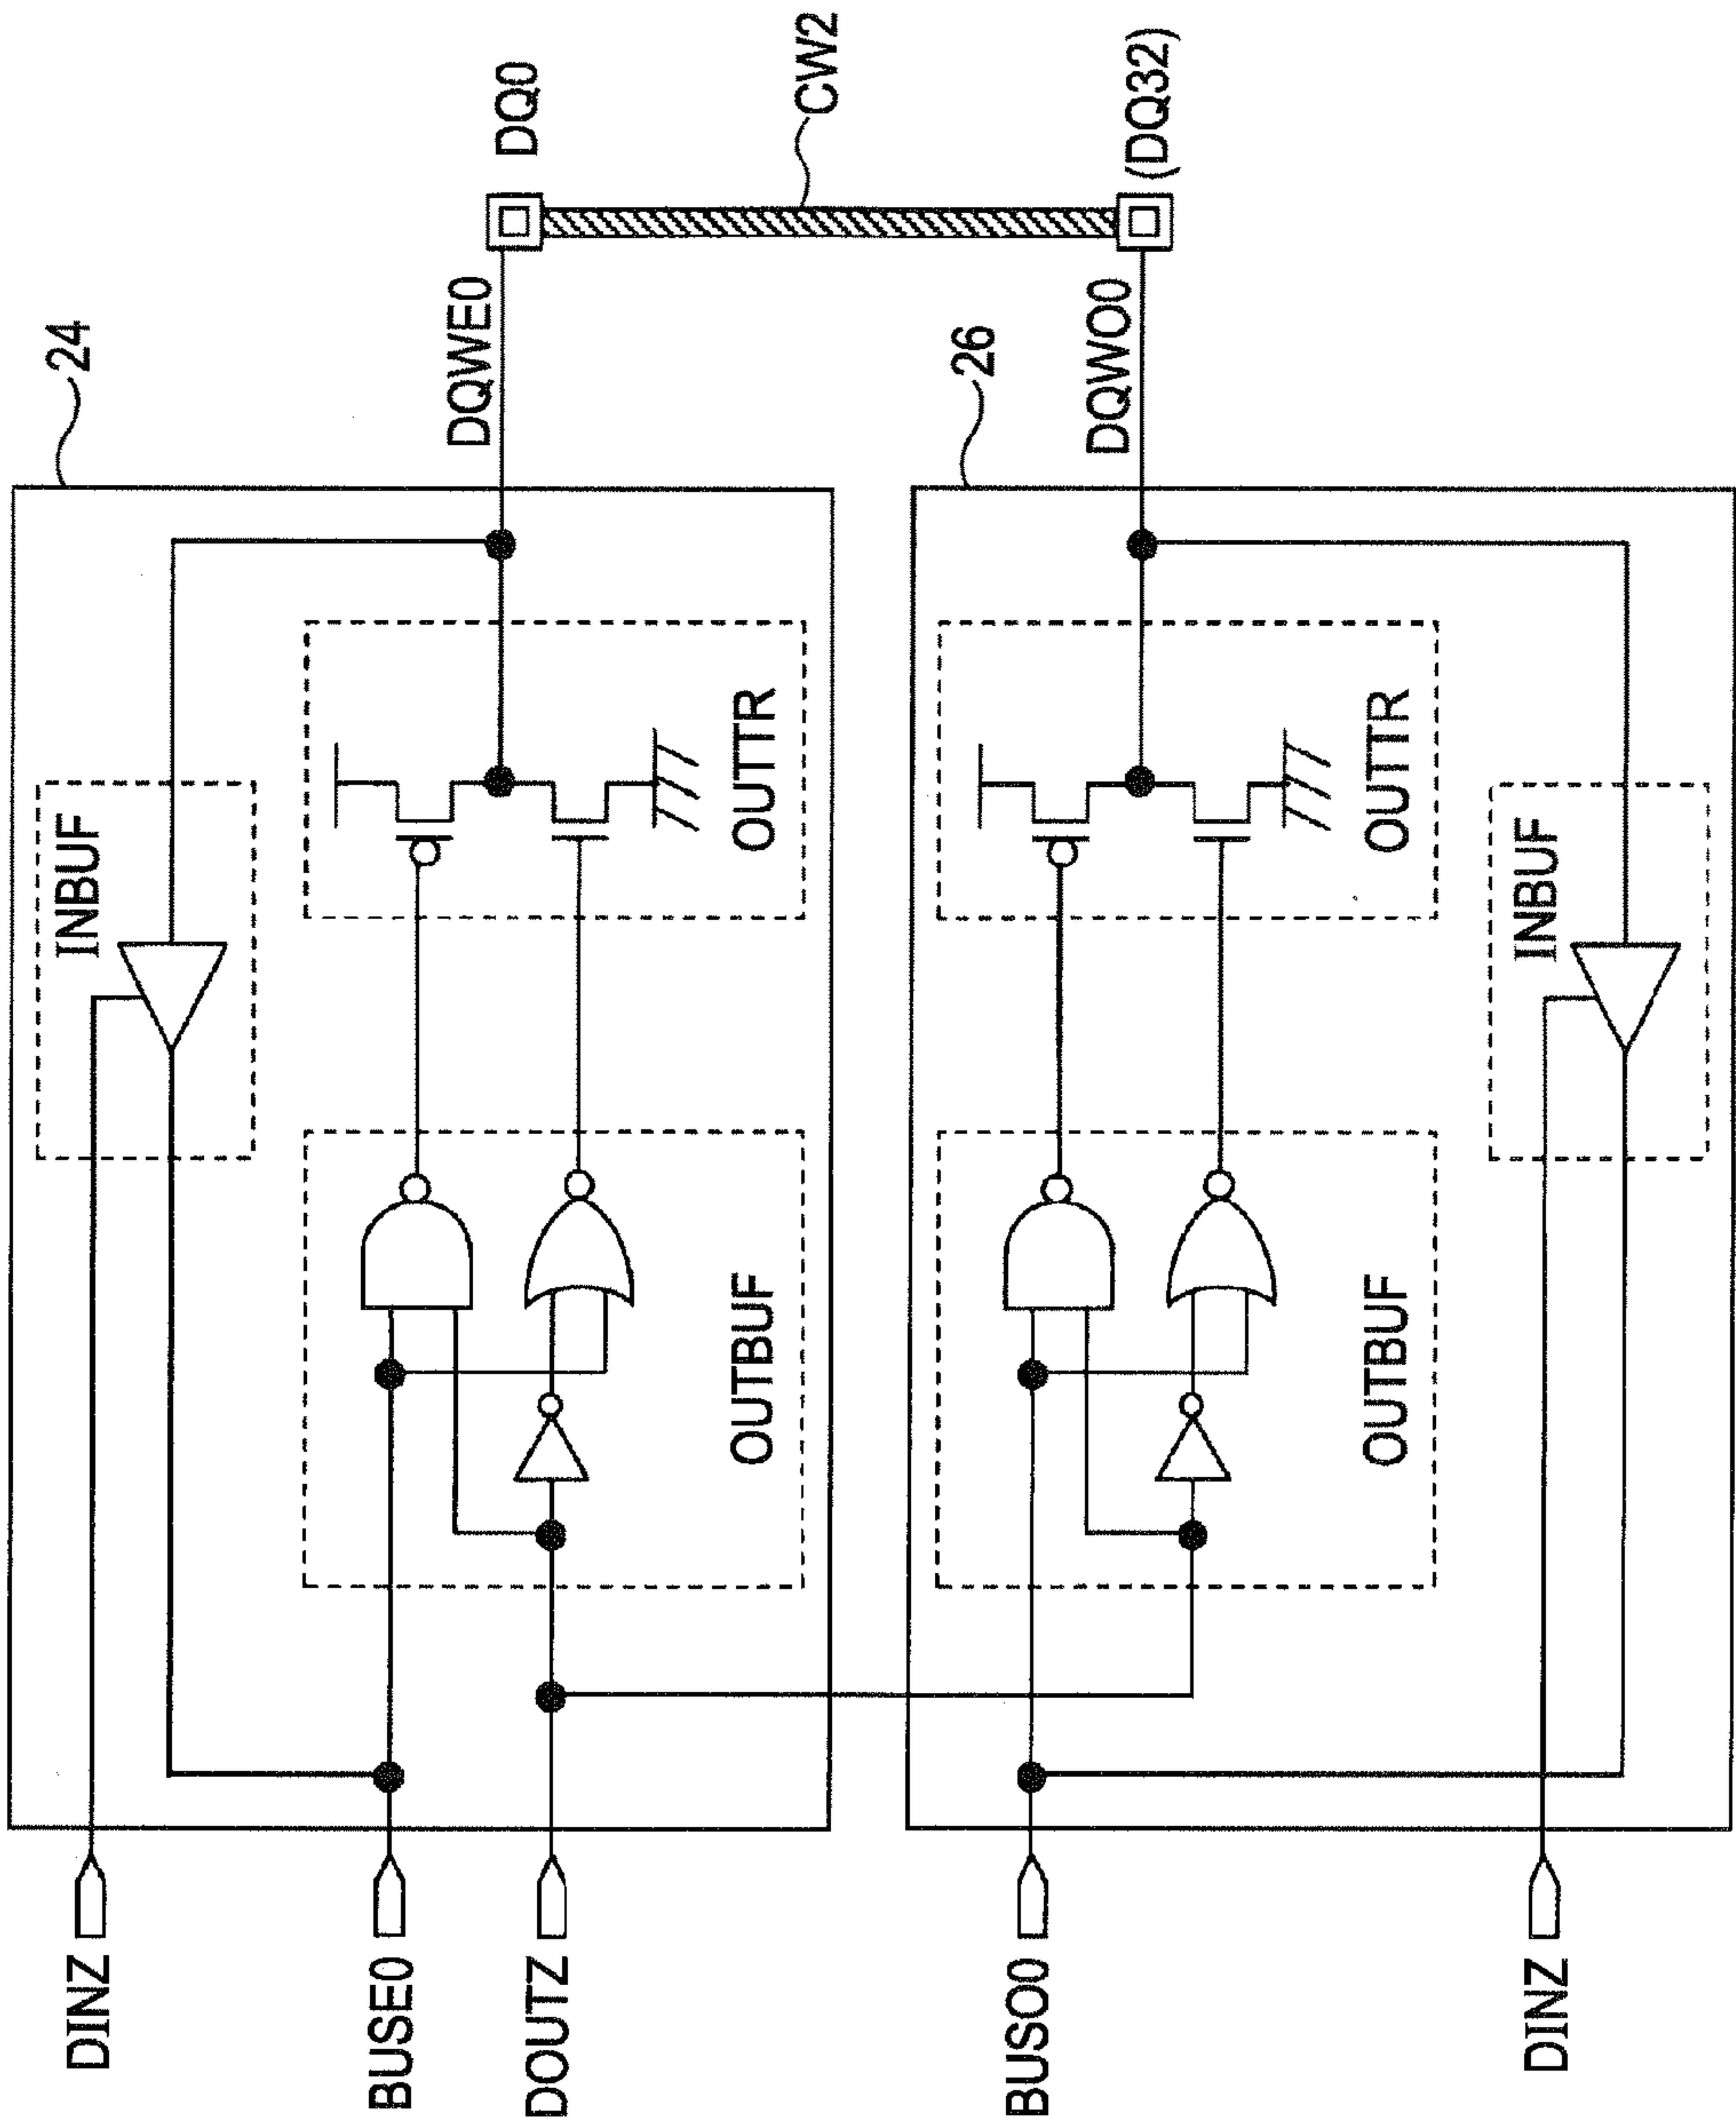 24
DINZ
INBUF
BUSE0
DOUTZ
OUTBUF
OUTTR
DQWE0
DQ0
CW2
26
BUSO0
OUTBUF
OUTTR
DQWO0
(DQ32)
INBUF
DINZ